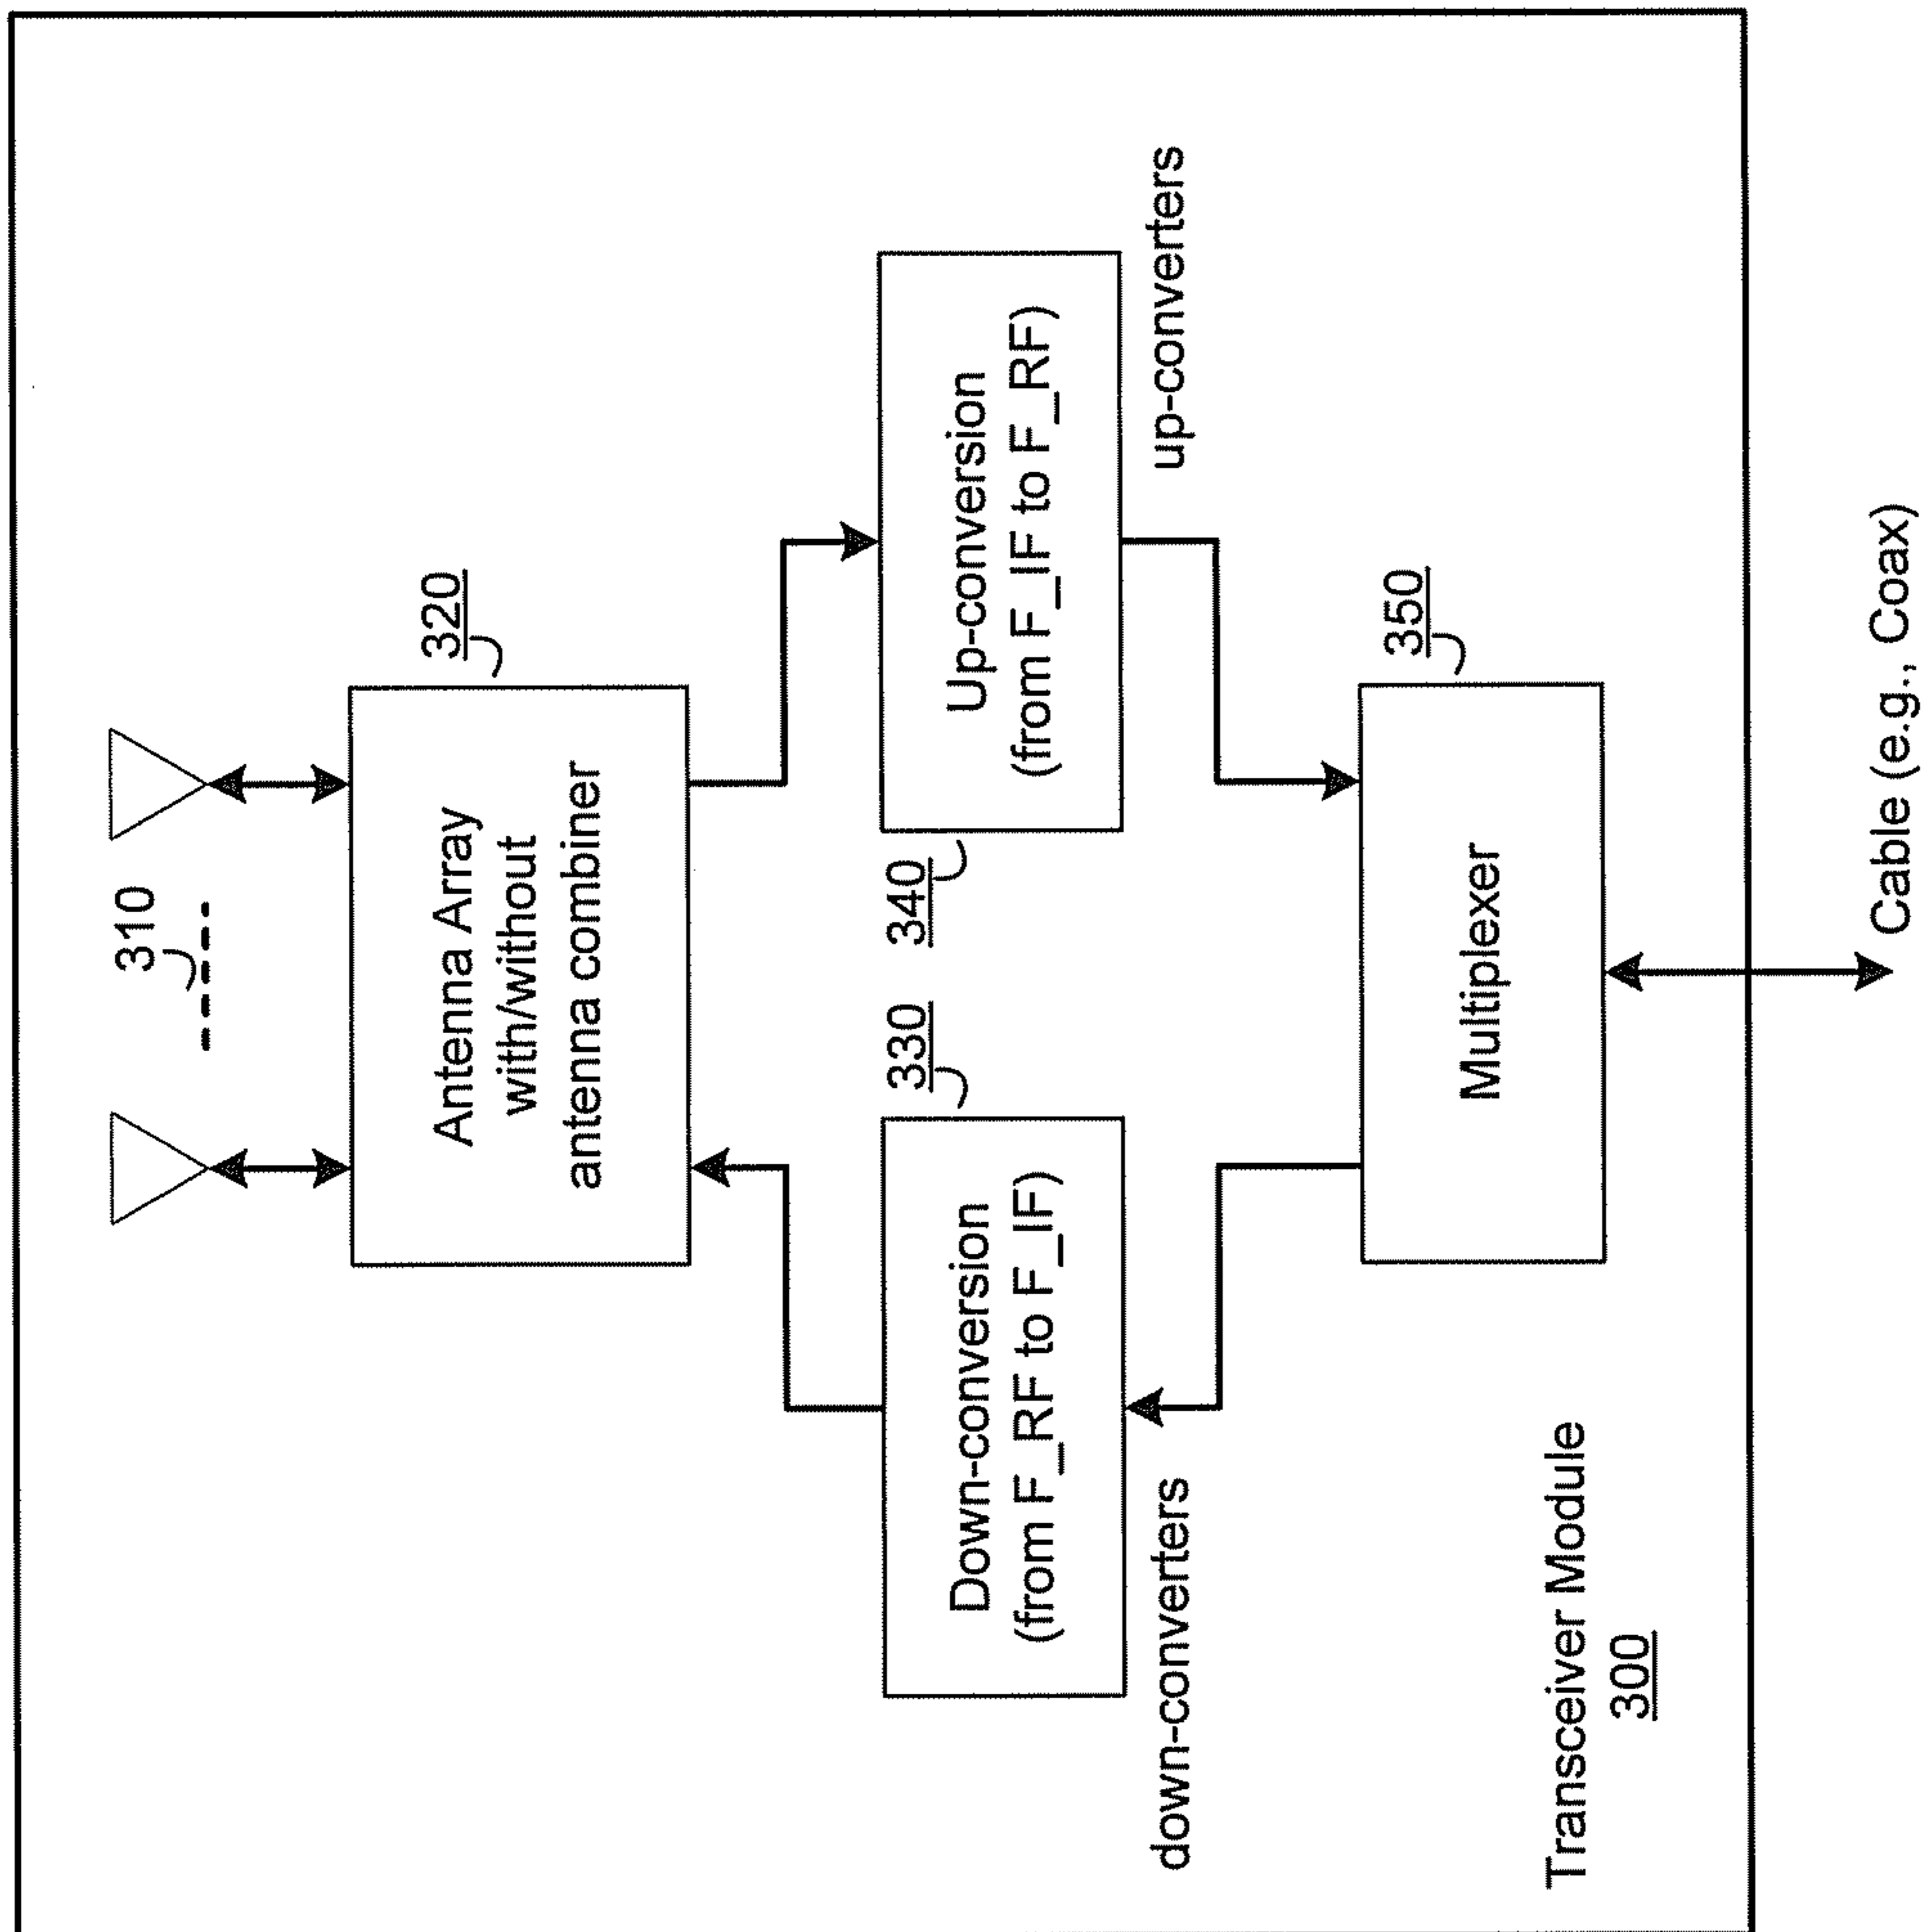 310
320
Antenna Array
with/without
antenna combiner
330
340
Down-conversion
(from F_RF to F_IF)
down-converters
Up-conversion
(from F_IF to F_RF)
up-converters
350
Multiplexer
Transceiver Module
300
Cable (e.g., Coax)